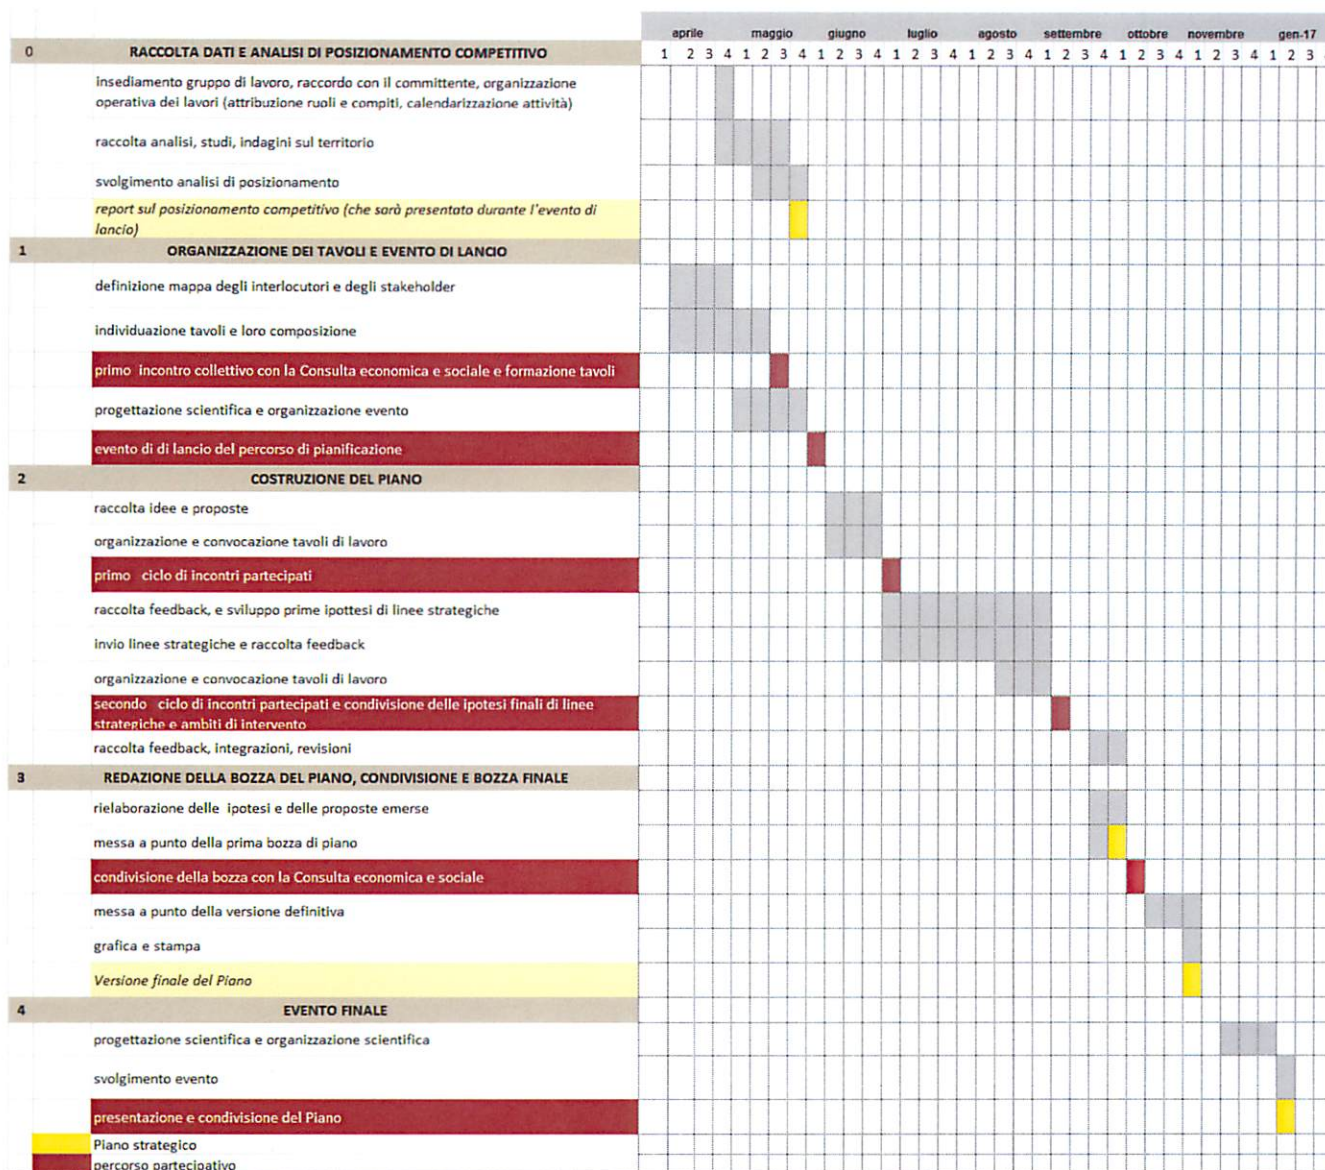 aprile maggio giugno luglio agosto settembre ottobre novembre gen-17
0 RACCOLTA DATI E ANALISI DI POSIZIONAMENTO COMPETITIVO 1 2 3 4 1 2 3 4 1 2 3 4 1 2 3 4 1 2 3 4 1 2 3 4 1 2 3 4 1 2 3 4 1 2 3
insediamento gruppo di lavoro, raccordo con il committente, organizzazione
operativa dei lavori (attribuzione ruoli e compiti, calendarizzazione attività)
raccolta analisi, studi, indagini sul territorio
svolgimento analisi di posizionamento
report sul posizionamento competitivo (che sarà presentato durante l'evento di
lancio)
1 ORGANIZZAZIONE DEI TAVOLI E EVENTO DI LANCIO
definizione mappa degli interlocutori e degli stakeholder
individuazione tavoli e loro composizione
primo incontro collettivo con la Consulta economica e sociale e formazione tavoli
progettazione scientifica e organizzazione evento
evento di di lancio del percorso di pianificazione
2 COSTRUZIONE DEL PIANO
raccolta idee e proposte
organizzazione e convocazione tavoli di lavoro
primo ciclo di incontri partecipati
raccolta feedback, e sviluppo prime ipottesi di linee strategiche
invio linee strategiche e raccolta feedback
organizzazione e convocazione tavoli di lavoro
secondo ciclo di incontri partecipati e condivisione delle ipotesi finali di linee
strategiche e ambiti di intervento
raccolta feedback, integrazioni, revisioni
3 REDAZIONE DELLA BOZZA DEL PIANO, CONDIVISIONE E BOZZA FINALE
rielaborazione delle ipotesi e delle proposte emerse
messa a punto della prima bozza di piano
condivisione della bozza con la Consulta economica e sociale
messa a punto della versione definitiva
grafica e stampa
Versione finale del Piano
4 EVENTO FINALE
progettazione scientifica e organizzazione scientifica
svolgimento evento
presentazione e condivisione del Piano
Piano strategico
percorso partecipativo